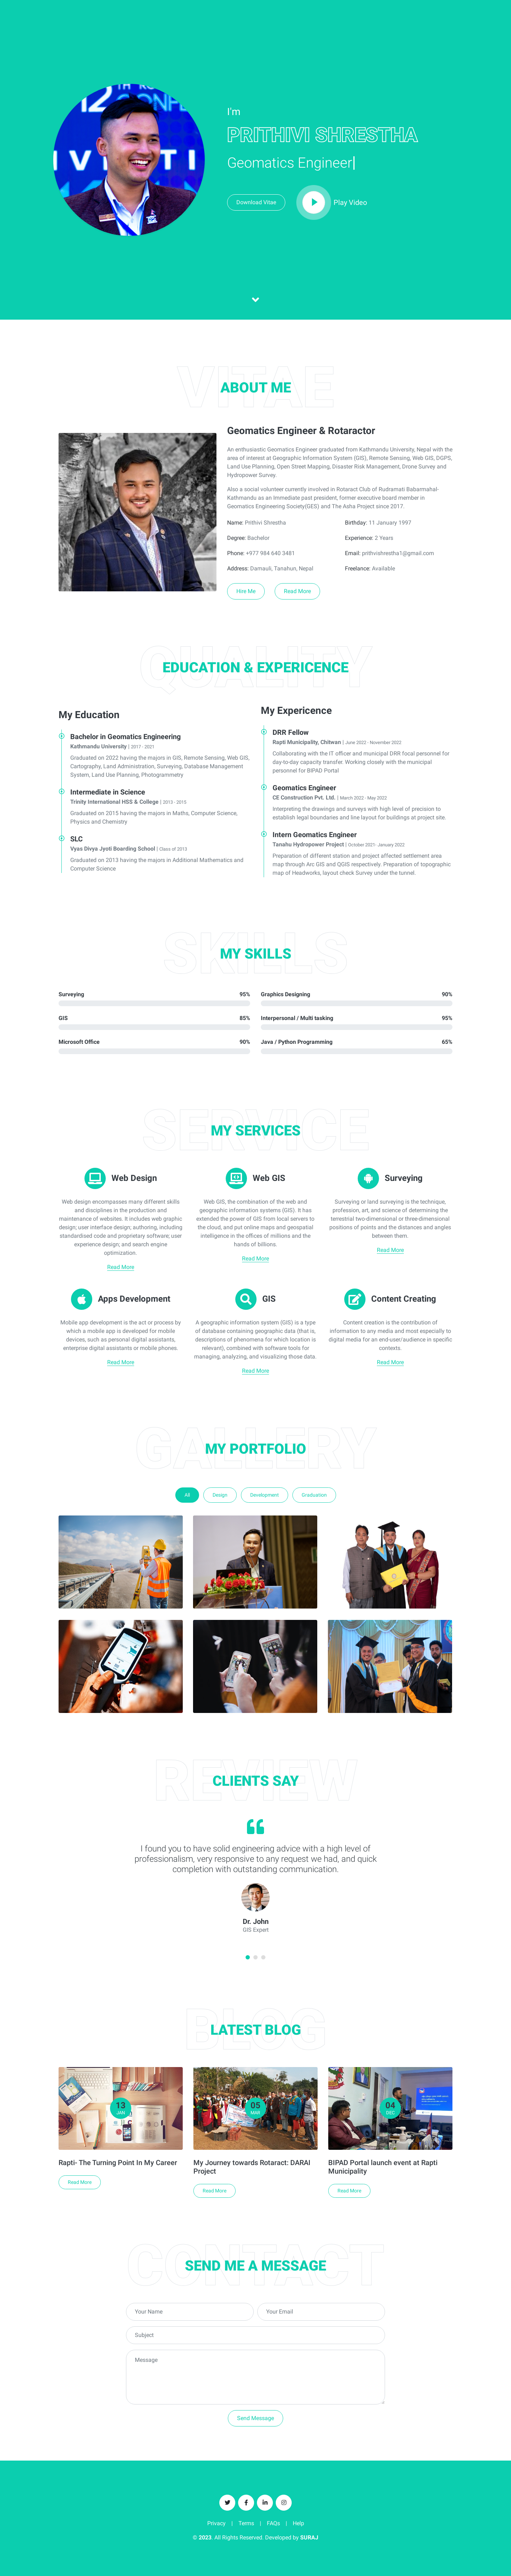 I'm
PRITHIVI SHRESTHA
Geomatics Engineer|
Download Vitae
Play Video
VITAE
ABOUT ME
Geomatics Engineer & Rotaractor
An enthusiastic Geomatics Engineer graduated from Kathmandu University, Nepal with the
area of interest at Geographic Information System (GIS), Remote Sensing, Web GIS, DGPS,
Land Use Planning, Open Street Mapping, Disaster Risk Management, Drone Survey and
Hydropower Survey.
Also a social volunteer currently involved in Rotaract Club of Rudramati Babarmahal-
Kathmandu as an Immediate past president, former executive board member in
Geomatics Engineering Society(GES) and The Asha Project since 2017.
Name: Prithivi Shrestha
Birthday: 11 January 1997
Degree: Bachelor
Experience: 2 Years
Phone: +977 984 640 3481
Email: prithvishrestha1@gmail.com
Address: Damauli, Tanahun, Nepal
Freelance: Available
Hire Me
Read More
QUALITY
EDUCATION & EXPERICENCE
My Education
Bachelor in Geomatics Engineering
Kathmandu University | 2017 - 2021
Graduated on 2022 having the majors in GIS, Remote Sensing, Web GIS,
Cartography, Land Administration, Surveying, Database Management
System, Land Use Planning, Photogrammetry
Intermediate in Science
Trinity International HSS & College | 2013 - 2015
Graduated on 2015 having the majors in Maths, Computer Science,
Physics and Chemistry
SLC
Vyas Divya Jyoti Boarding School | Class of 2013
Graduated on 2013 having the majors in Additional Mathematics and
Computer Science
My Expericence
DRR Fellow
Rapti Municipality, Chitwan | June 2022 - November 2022
Collaborating with the IT officer and municipal DRR focal personnel for
day-to-day capacity transfer. Working closely with the municipal
personnel for BIPAD Portal
Geomatics Engineer
CE Construction Pvt. Ltd. | March 2022 - May 2022
Interpreting the drawings and surveys with high level of precision to
establish legal boundaries and line layout for buildings at project site.
Intern Geomatics Engineer
Tanahu Hydropower Project | October 2021- January 2022
Preparation of different station and project affected settlement area
map through Arc GIS and QGIS respectively. Preparation of topographic
map of Headworks, layout check Survey under the tunnel.
SKILLS
MY SKILLS
Surveying 95%
Graphics Designing 90%
GIS 85%
Interpersonal / Multi tasking 95%
Microsoft Office 90%
Java / Python Programming 65%
SERVICE
MY SERVICES
Web Design
Web design encompasses many different skills
and disciplines in the production and
maintenance of websites. It includes web graphic
design; user interface design; authoring, including
standardised code and proprietary software; user
experience design; and search engine
optimization.
Read More
Web GIS
Web GIS, the combination of the web and
geographic information systems (GIS). It has
extended the power of GIS from local servers to
the cloud, and put online maps and geospatial
intelligence in the offices of millions and the
hands of billions.
Read More
Surveying
Surveying or land surveying is the technique,
profession, art, and science of determining the
terrestrial two-dimensional or three-dimensional
positions of points and the distances and angles
between them.
Read More
Apps Development
Mobile app development is the act or process by
which a mobile app is developed for mobile
devices, such as personal digital assistants,
enterprise digital assistants or mobile phones.
Read More
GIS
A geographic information system (GIS) is a type
of database containing geographic data (that is,
descriptions of phenomena for which location is
relevant), combined with software tools for
managing, analyzing, and visualizing those data.
Read More
Content Creating
Content creation is the contribution of
information to any media and most especially to
digital media for an end-user/audience in specific
contexts.
Read More
GALLERY
MY PORTFOLIO
All
Design
Development
Graduation
REVIEW
CLIENTS SAY
I found you to have solid engineering advice with a high level of
professionalism, very responsive to any request we had, and quick
completion with outstanding communication.
Dr. John
GIS Expert
BLOG
LATEST BLOG
13
JAN
05
MAR
04
DEC
Rapti- The Turning Point In My Career
Read More
My Journey towards Rotaract: DARAI
Project
Read More
BIPAD Portal launch event at Rapti
Municipality
Read More
CONTACT
SEND ME A MESSAGE
Your Name
Your Email
Subject
Message
Send Message
Privacy | Terms | FAQs | Help
© 2023. All Rights Reserved. Developed by SURAJ